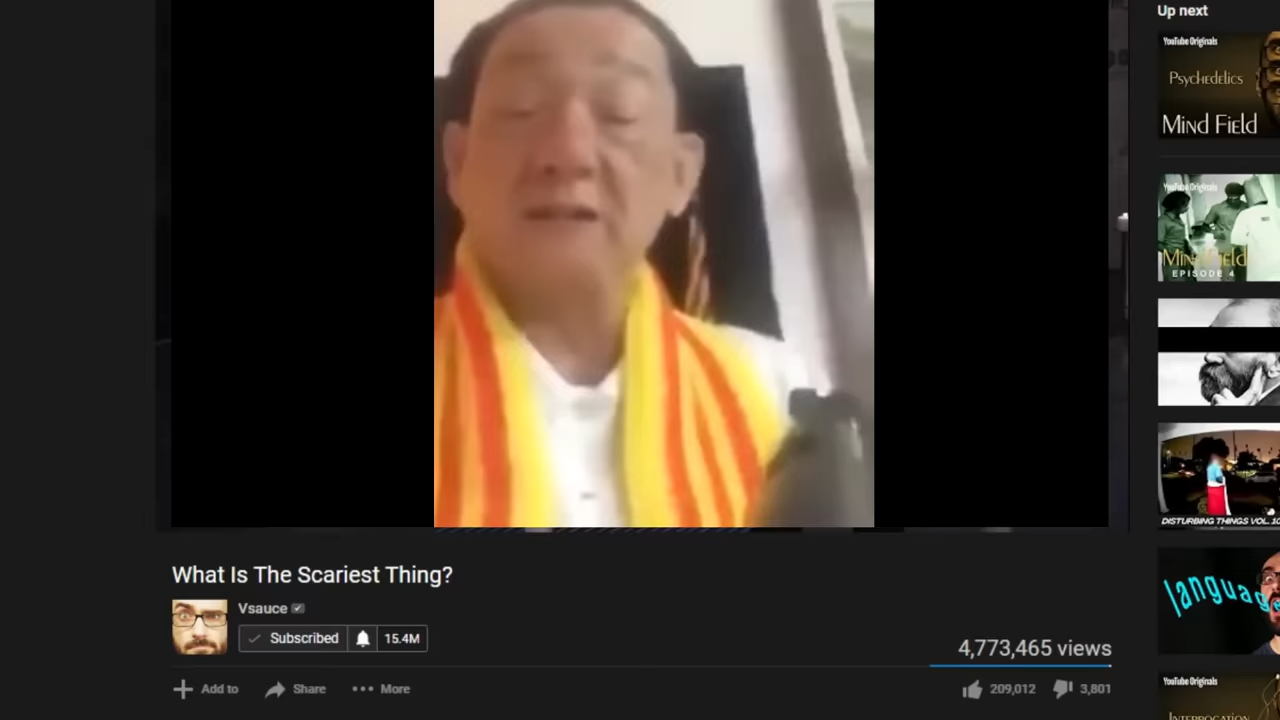 Up next
YouTube Originals
Psychedelics
MIND FIELD
YouTube Originals
MIND FIELD
EPISODE 4
DISTURBING THINGS VOL. 10
language
What Is The Scariest Thing?
Vsauce
Subscribed
15.4M
4,773,465 views
Add to
Share
More
209,012
3,801
YouTube Originals
INTERROGATION